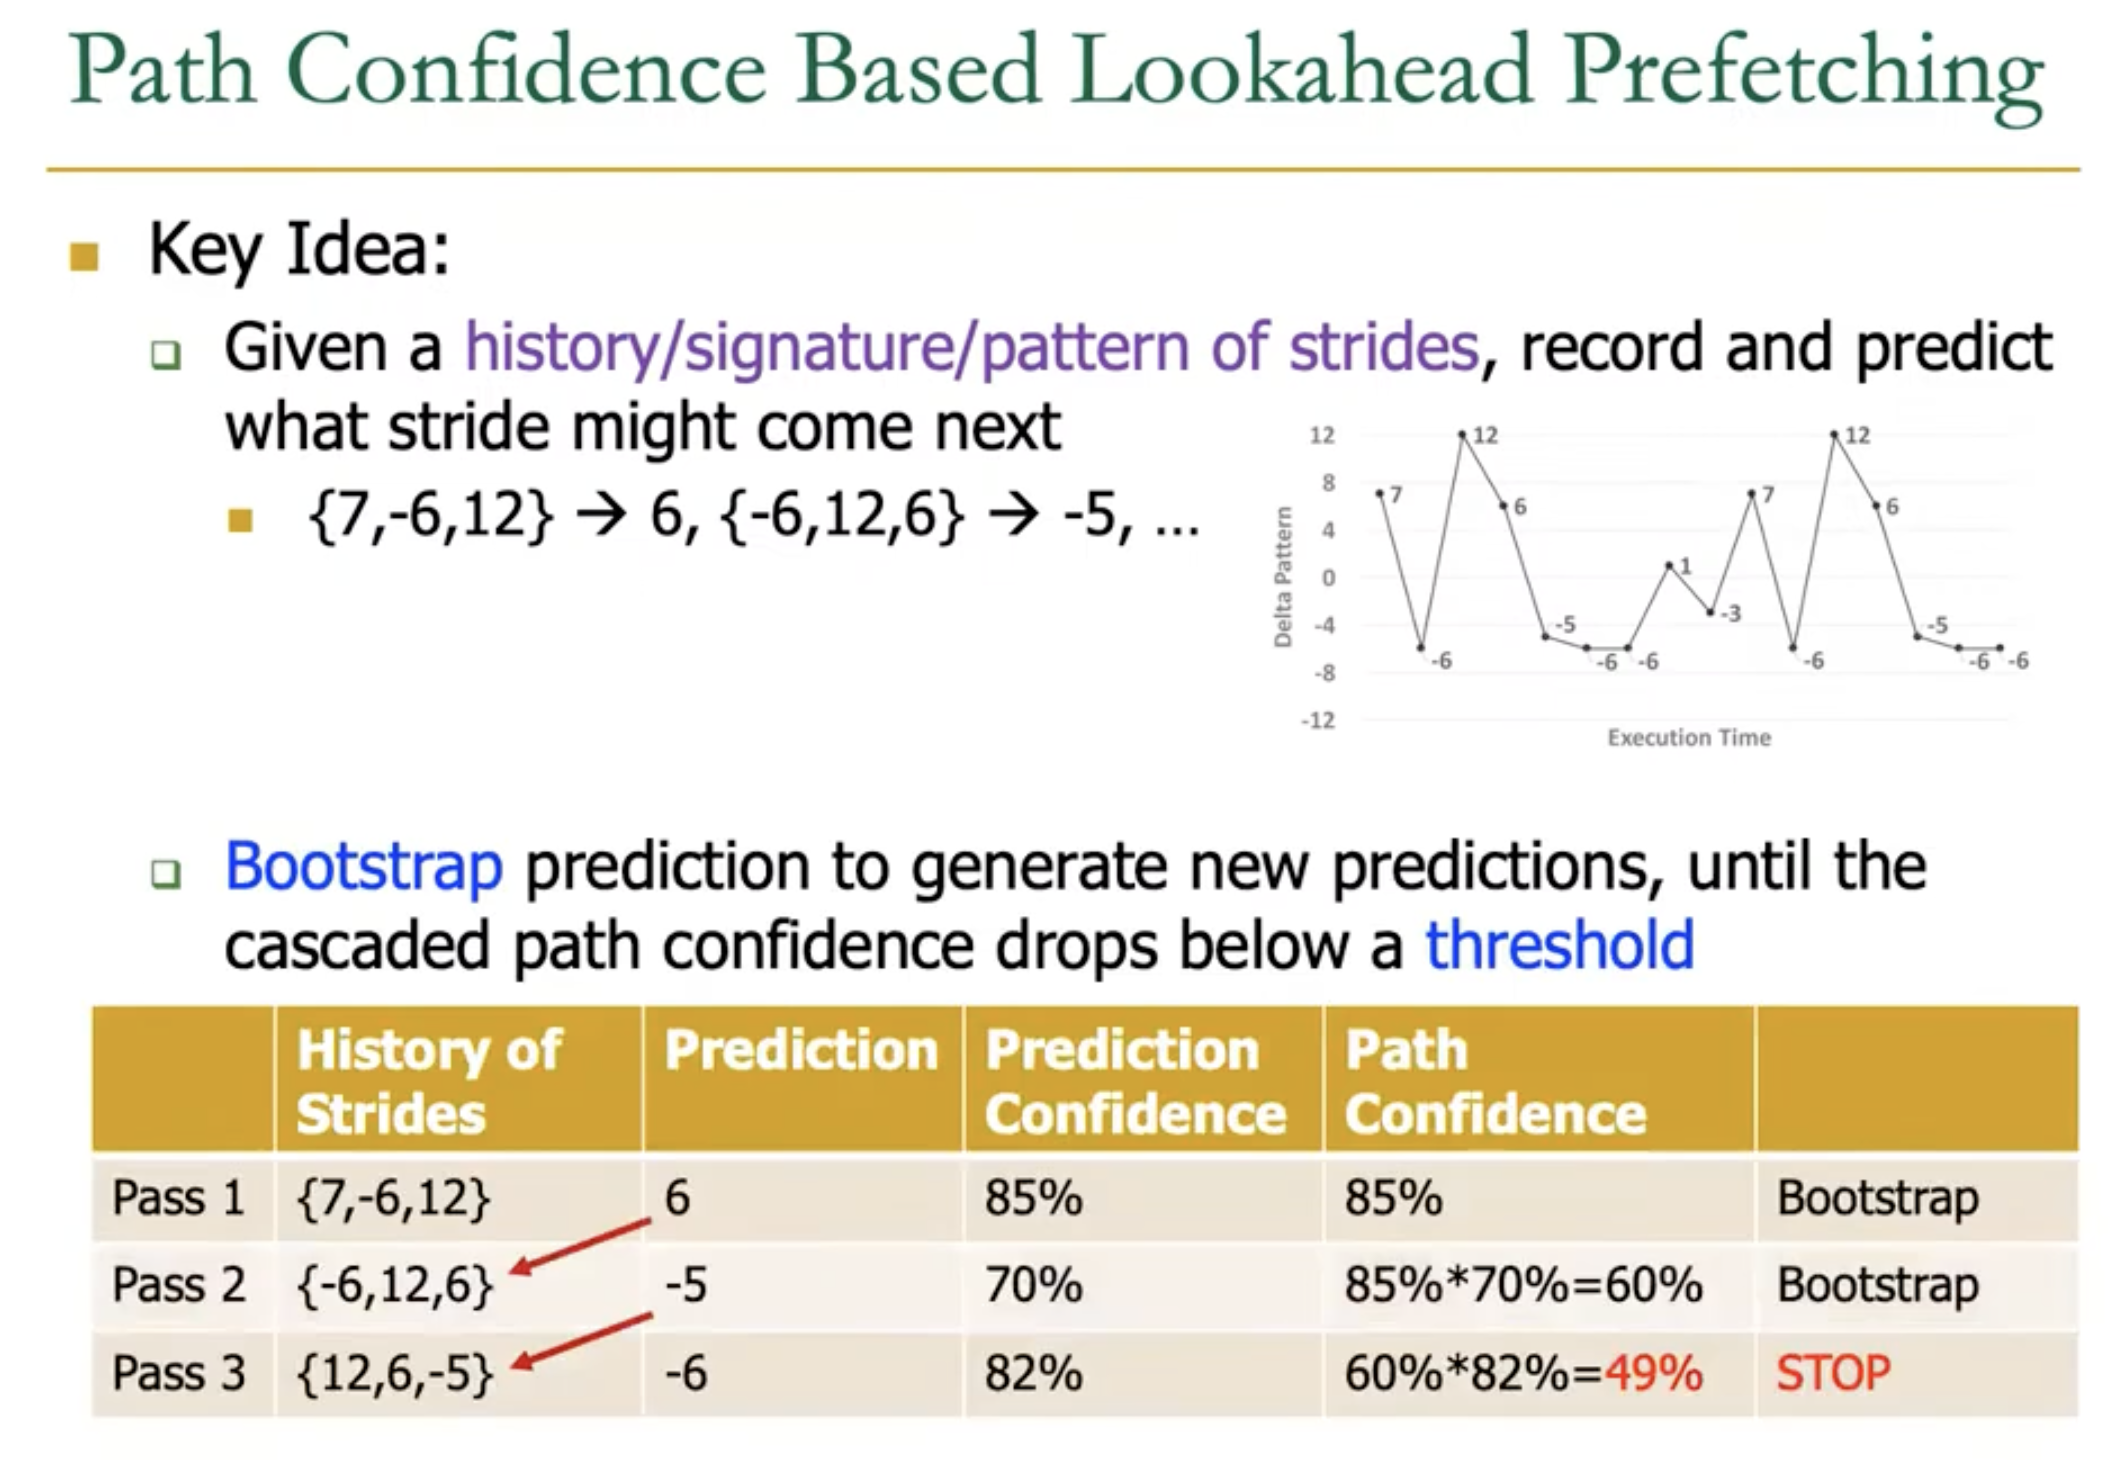 Path Confidence Based Lookahead Prefetching
Key Idea:
Given a history/signature/pattern of strides, record and predict
what stride might come next
{7,-6,12} → 6, {-6,12,6} → -5, ...
Delta Pattern
12
8
4
0
-4
-8
-12
7
-6
12
6
-5
-6
-6
1
-3
7
-6
12
6
-5
-6
-6
Execution Time
Bootstrap prediction to generate new predictions, until the
cascaded path confidence drops below a threshold
History of Strides | Prediction | Prediction Confidence | Path Confidence
Pass 1 {7,-6,12} 6 85% 85% Bootstrap
Pass 2 {-6,12,6} -5 70% 85%*70%=60% Bootstrap
Pass 3 {12,6,-5} -6 82% 60%*82%=49% STOP